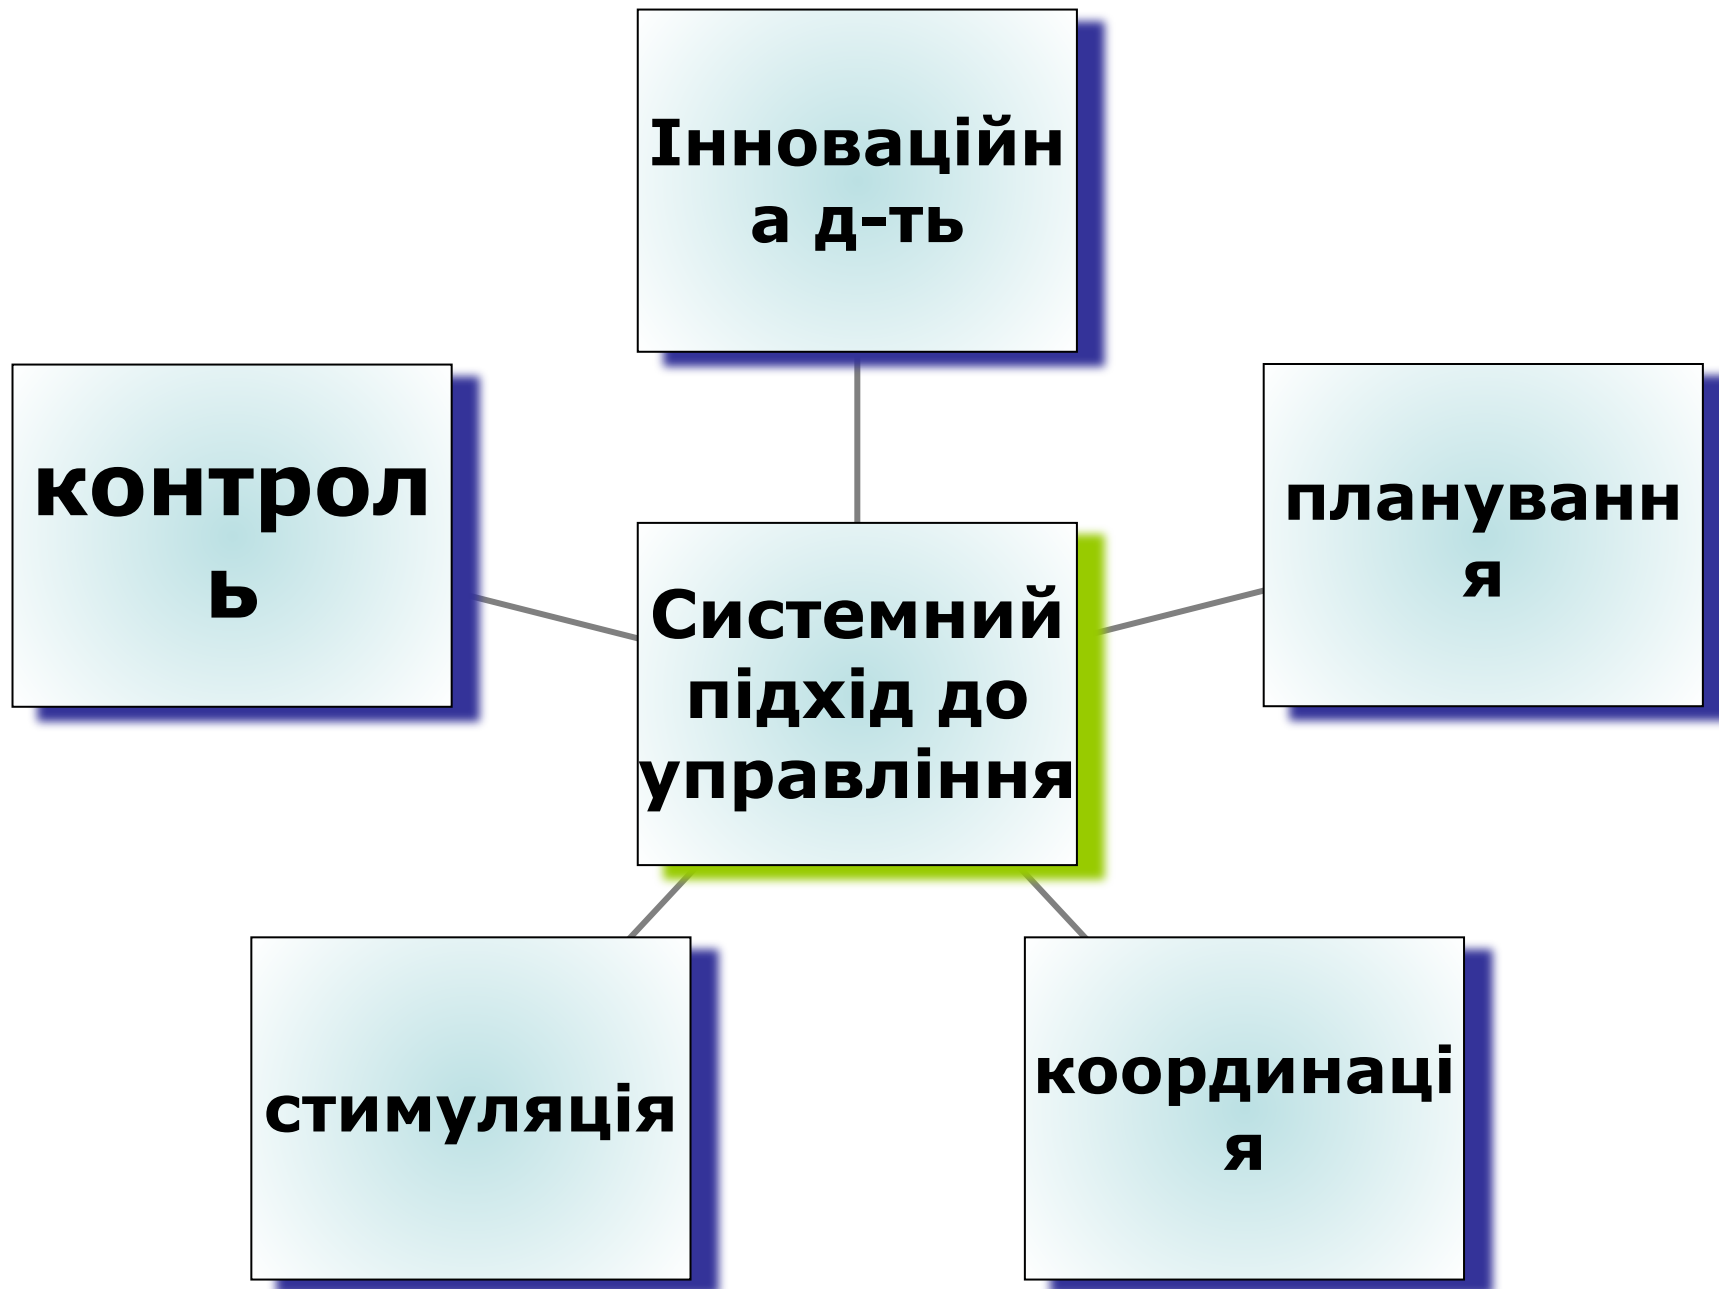 Інноваційн
а д-ть
контрол
ь
плануванн
я
Системний
підхід до
управління
стимуляція
координаці
я